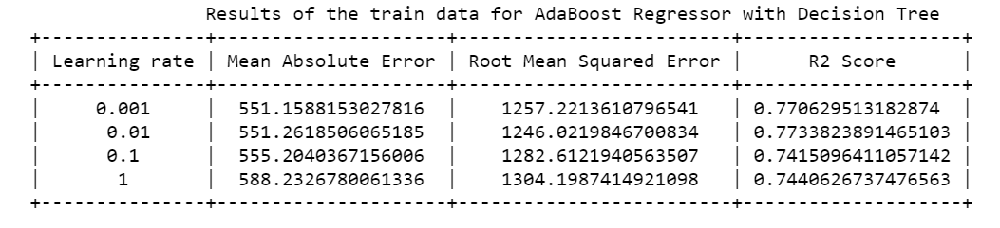 Results of the train data for AdaBoost Regressor with Decision Tree
+---------------+--------------------+-------------------------+--------------------+
| Learning rate | Mean Absolute Error | Root Mean Squared Error | R2 Score |
+---------------+--------------------+-------------------------+--------------------+
| 0.001 | 551.1588153027816 | 1257.2213610796541 | 0.770629513182874 |
| 0.01 | 551.2618506065185 | 1246.0219846700834 | 0.7733823891465103 |
| 0.1 | 555.2040367156006 | 1282.6121940563507 | 0.7415096411057142 |
| 1 | 588.2326780061336 | 1304.1987414921098 | 0.7440626737476563 |
+---------------+--------------------+-------------------------+--------------------+